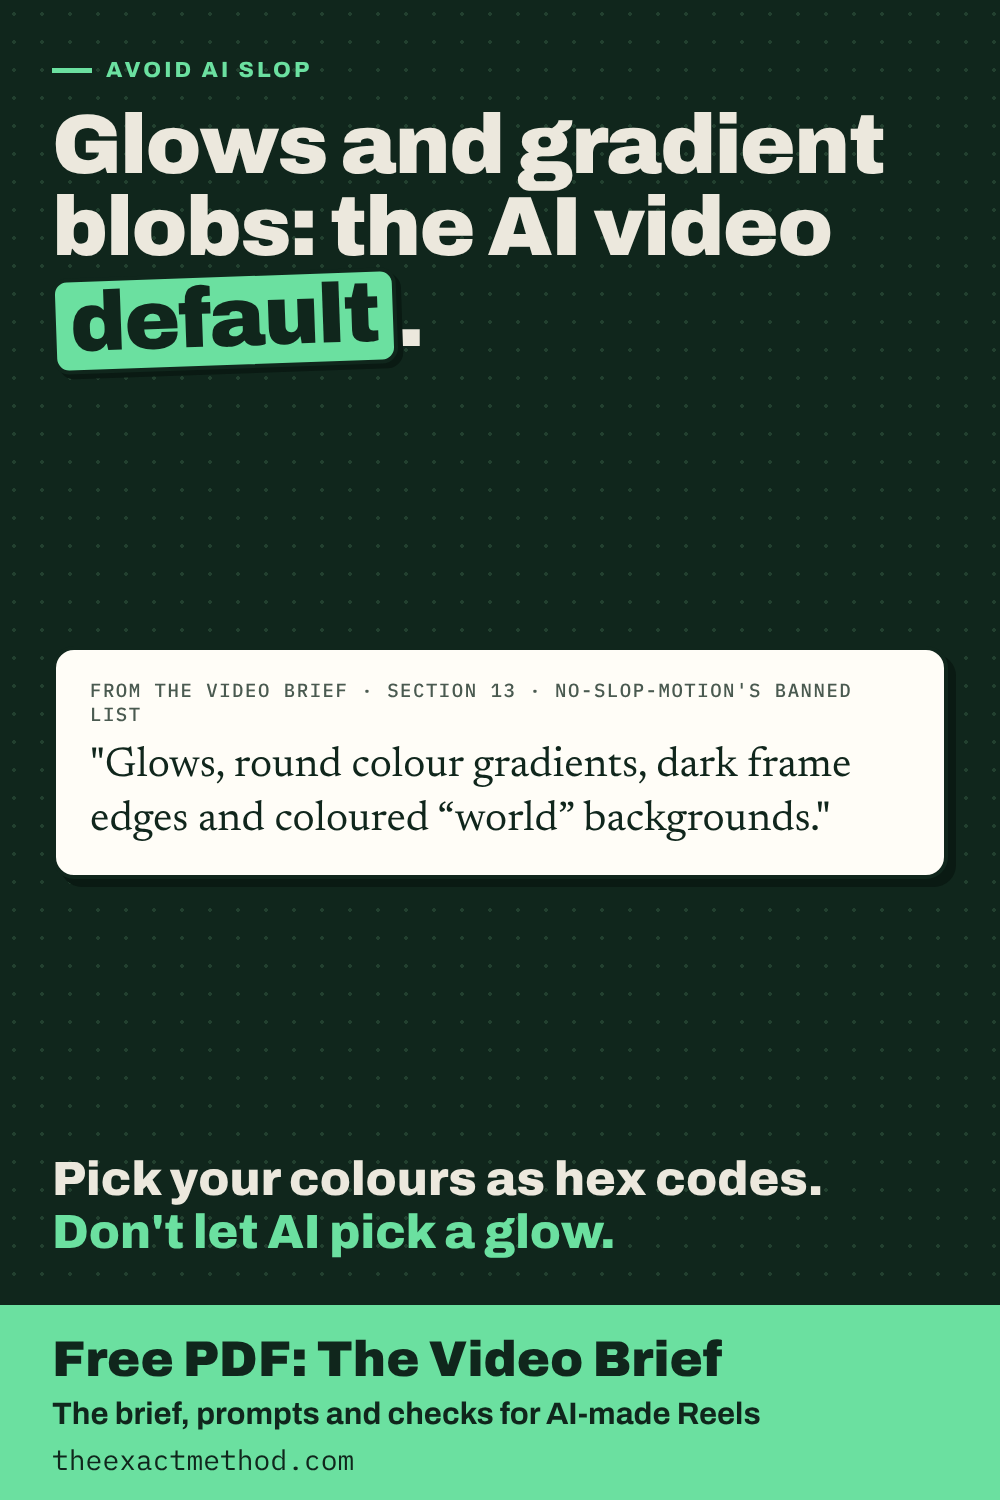 AVOID AI SLOP
Glows and gradient
blobs: the AI video
default.
FROM THE VIDEO BRIEF · SECTION 13 · NO-SLOP-MOTION'S BANNED
LIST
"Glows, round colour gradients, dark frame
edges and coloured “world” backgrounds."
Pick your colours as hex codes.
Don't let AI pick a glow.
Free PDF: The Video Brief
The brief, prompts and checks for AI-made Reels
theexactmethod.com